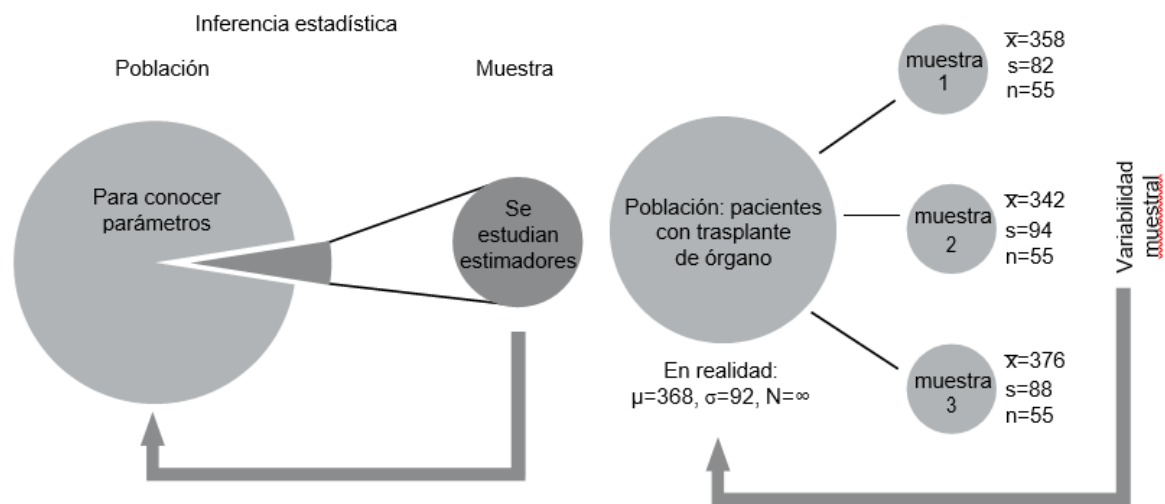 Inferencia estadística
Población
Muestra
Para conocer
parámetros
Se
estudian
estimadores
Población: pacientes
con trasplante
de órgano
En realidad:
μ=368, σ=92, N=∞
muestra
1
x̅=358
s=82
n=55
muestra
2
x̅=342
s=94
n=55
muestra
3
x̅=376
s=88
n=55
Variabilidad
muestral